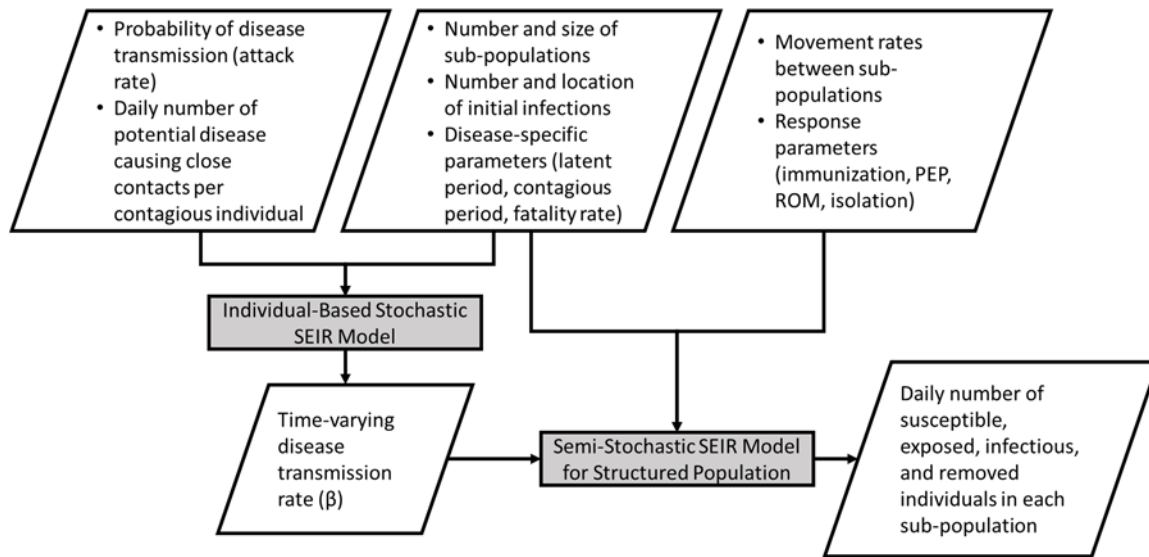 • Probability of disease
transmission (attack
rate)
• Daily number of
potential disease
causing close
contacts per
contagious individual
• Number and size of
sub-populations
• Number and location
of initial infections
• Disease-specific
parameters (latent
period, contagious
period, fatality rate)
• Movement rates
between sub-
populations
• Response
parameters
(immunization, PEP,
ROM, isolation)
Individual-Based Stochastic
SEIR Model
Time-varying
disease
transmission
rate (β)
Semi-Stochastic SEIR Model
for Structured Population
Daily number of
susceptible,
exposed, infectious,
and removed
individuals in each
sub-population